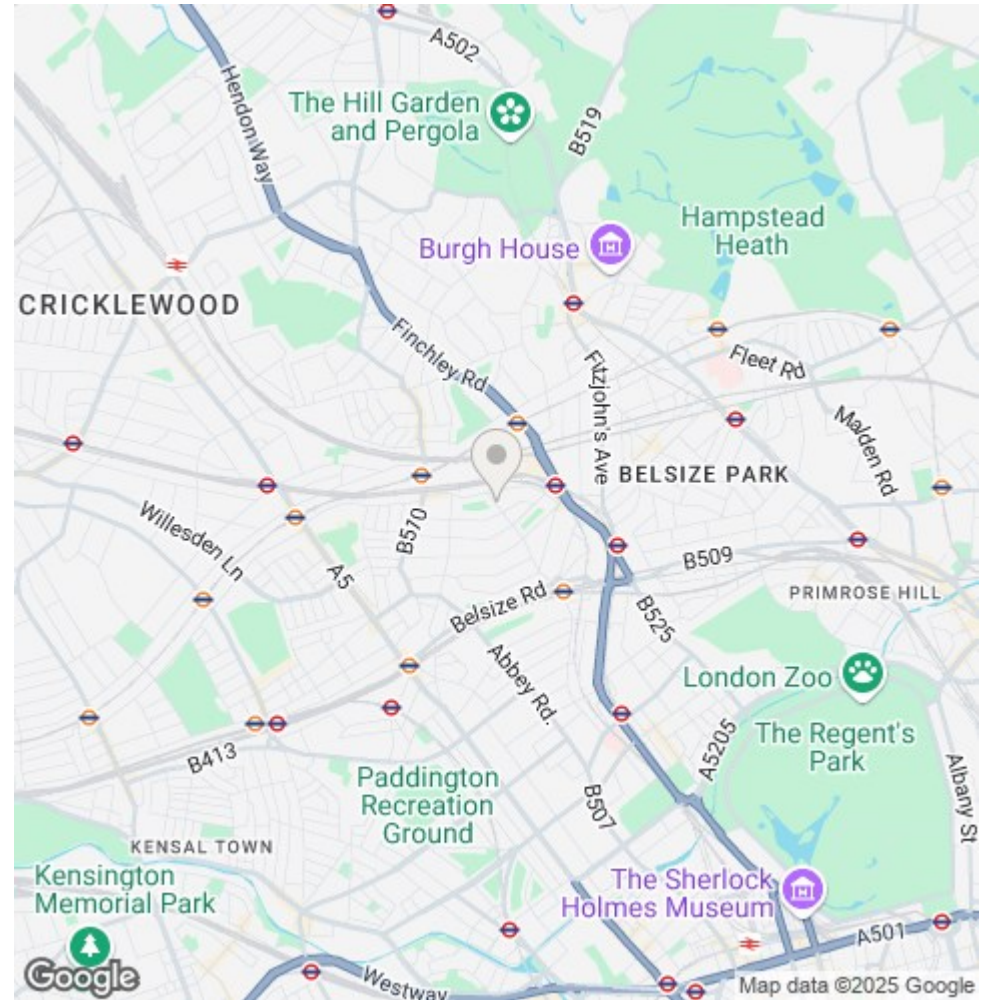 A502
Hendon Way
The Hill Garden
and Pergola
B519
Burgh House
Hampstead
Heath
CRICKLEWOOD
Finchley Rd
Fitzjohn's Ave
Fleet Rd
Malden Rd
BELSIZE PARK
Willesden Ln
B510
A5
B509
PRIMROSE HILL
Belsize Rd
B525
Abbey Rd.
London Zoo
The Regent's
Park
A5205
Albany St
B413
Paddington
Recreation
Ground
B507
KENSAL TOWN
Kensington
Memorial Park
The Sherlock
Holmes Museum
A501
Westway
Google
Map data ©2025 Google